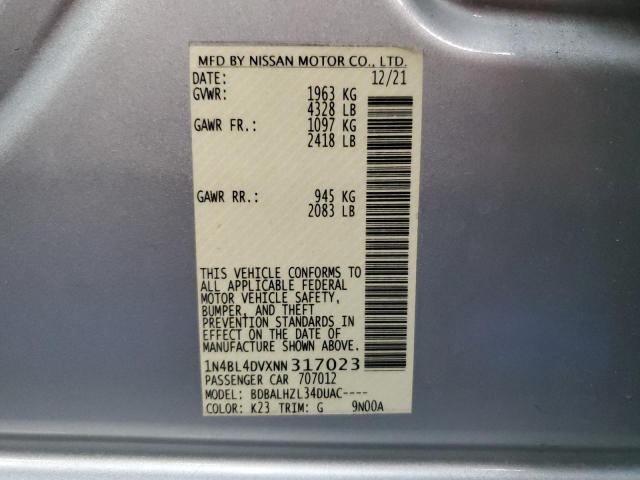 MFD BY NISSAN MOTOR CO., LTD.
DATE: 12/21
GVWR: 1963 KG
4328 LB
GAWR FR.: 1097 KG
2418 LB
GAWR RR.: 945 KG
2083 LB
THIS VEHICLE CONFORMS TO
ALL APPLICABLE FEDERAL
MOTOR VEHICLE SAFETY,
BUMPER, AND THEFT
PREVENTION STANDARDS IN
EFFECT ON THE DATE OF
MANUFACTURE SHOWN ABOVE.
1N4BL4DVXNN317023
PASSENGER CAR 707012
MODEL: BDBALHZL34DUAC----
COLOR: K23 TRIM: G 9N00A